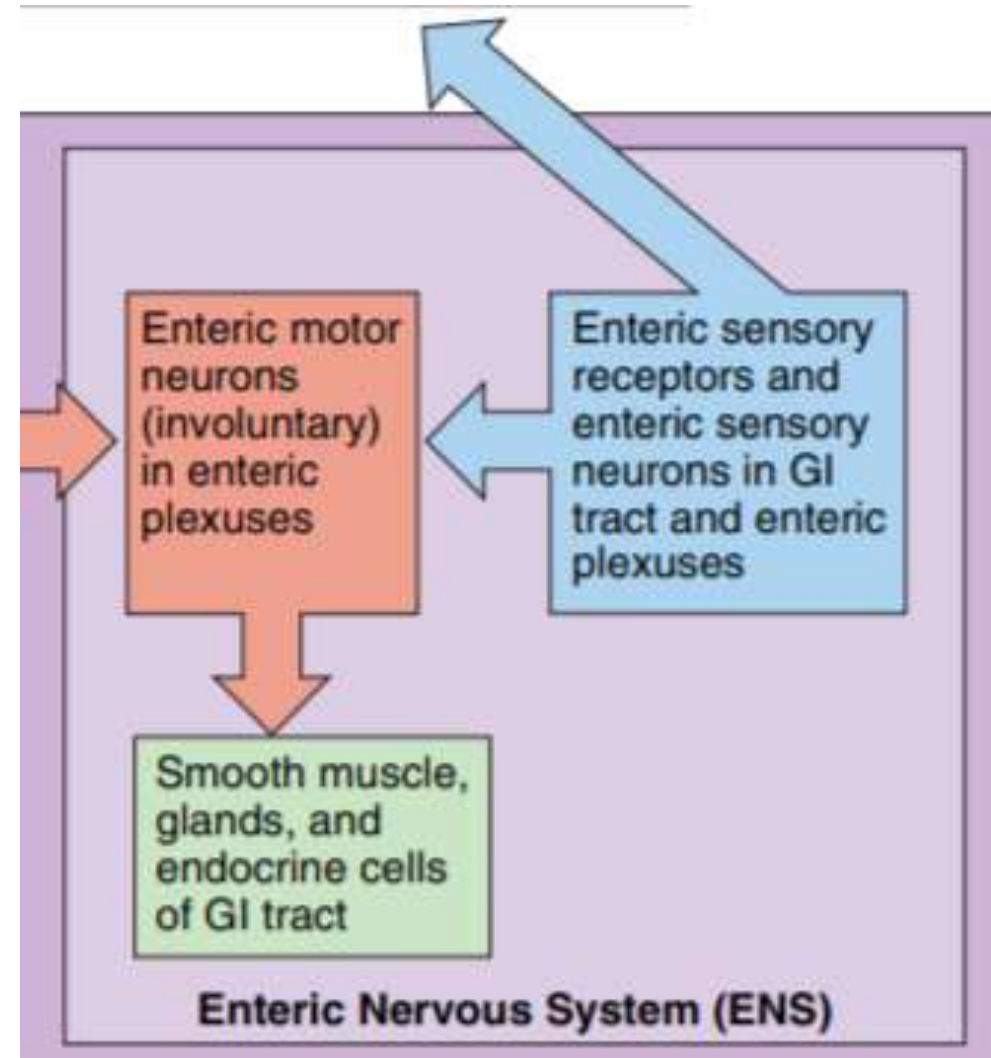 Enteric motor
neurons
(involuntary)
in enteric
plexuses
Enteric sensory
receptors and
enteric sensory
neurons in GI
tract and enteric
plexuses
Smooth muscle,
glands, and
endocrine cells
of GI tract
Enteric Nervous System (ENS)